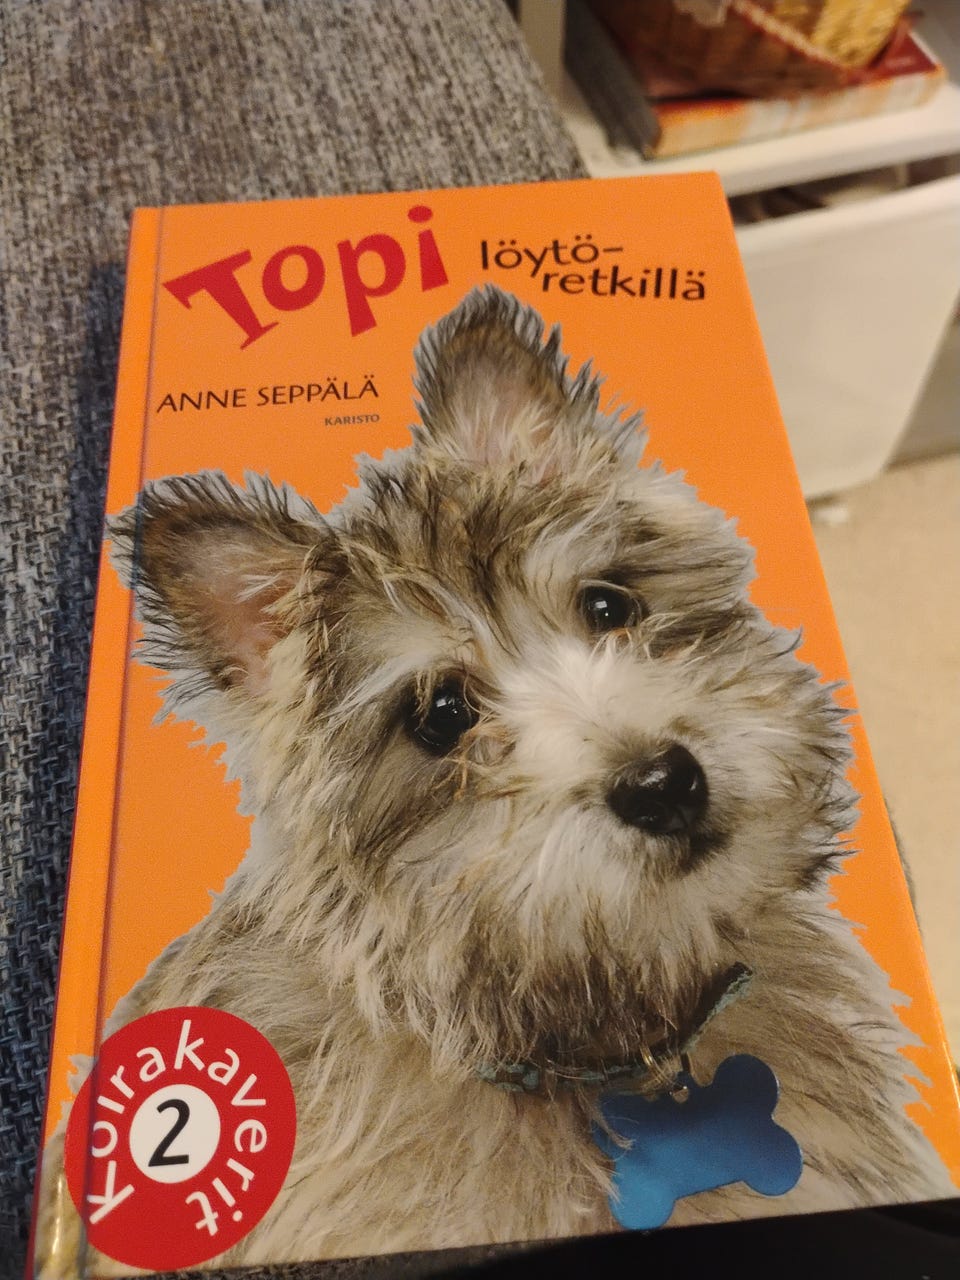 Topi löytö-
retkillä
ANNE SEPPÄLÄ
KARISTO
Koirakaverit
2